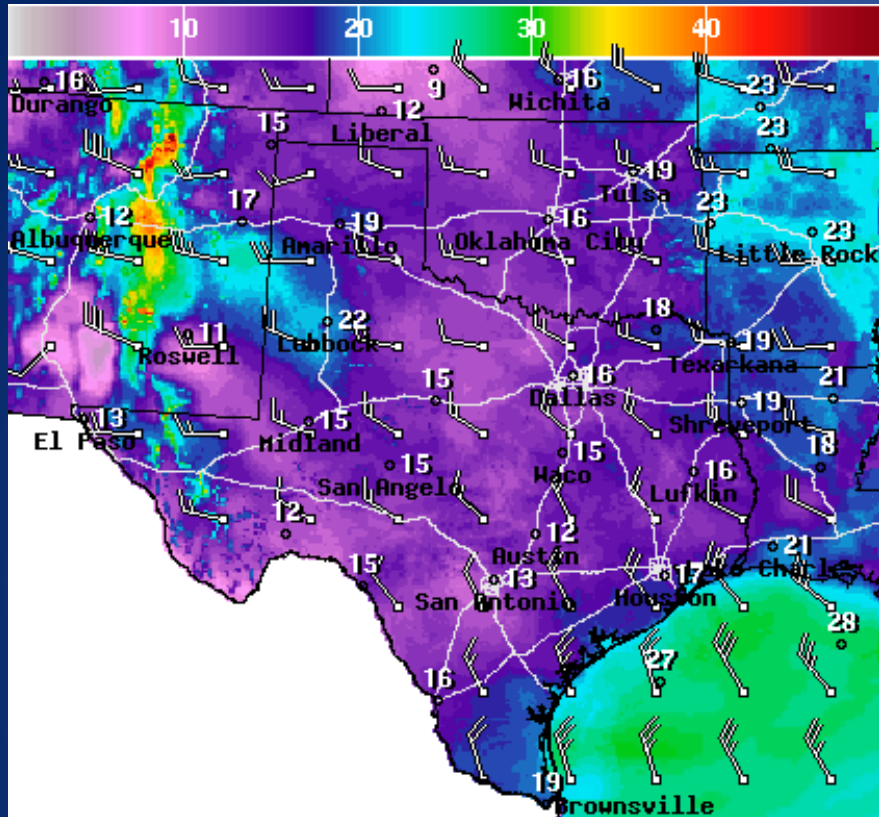 10 20 30 40
16 9 16 23
Durango Wichita
12
Liberal 23
15
19
Tulsa
12 17 19 16 23 23
Albuquerque Amarillo Oklahoma City Little Rock
11 22 18 19
Roswell Lubbock Texarkana
15 16 21
Dallas 19
13 15 Shreveport
El Paso Midland 15 18
15 Waco 16
San Angelo Lufkin
12 12 21
Austin Lake Charles
15 13 17
San Antonio Houston
28
27
16
19
Brownsville